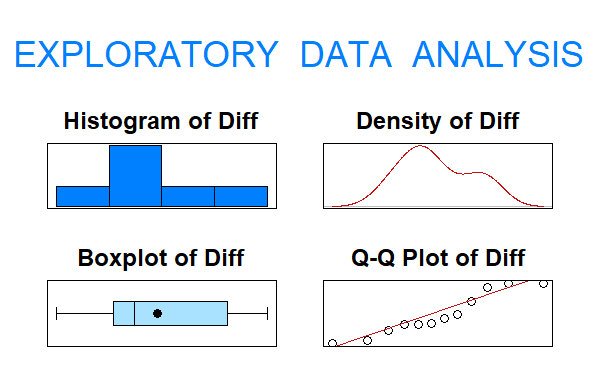 EXPLORATORY DATA ANALYSIS
Histogram of Diff
Density of Diff
Boxplot of Diff
Q-Q Plot of Diff